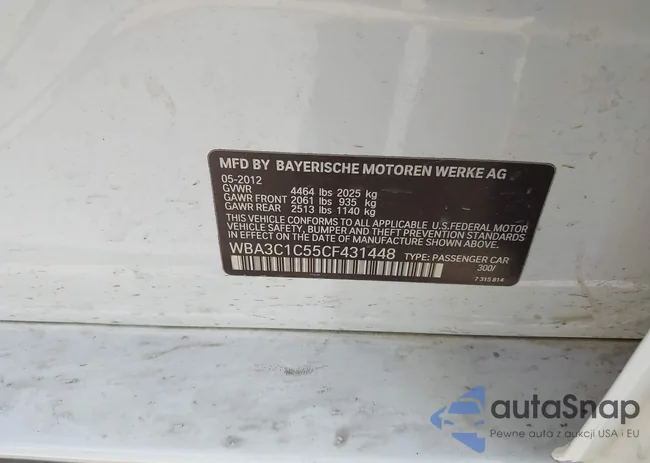 MFD BY BAYERISCHE MOTOREN WERKE AG
05-2012
GVWR 4464 lbs 2025 kg
GAWR FRONT 2061 lbs 935 kg
GAWR REAR 2513 lbs 1140 kg
THIS VEHICLE CONFORMS TO ALL APPLICABLE U.S.FEDERAL MOTOR
VEHICLE SAFETY, BUMPER AND THEFT PREVENTION
STANDARDS IN EFFECT ON THE DATE OF MANUFACTURE SHOWN ABOVE.
WBA3C1C55CF431448 TYPE: PASSENGER CAR
300/
7 315 814
autaSnap
Pewne auta z aukcji USA i EU